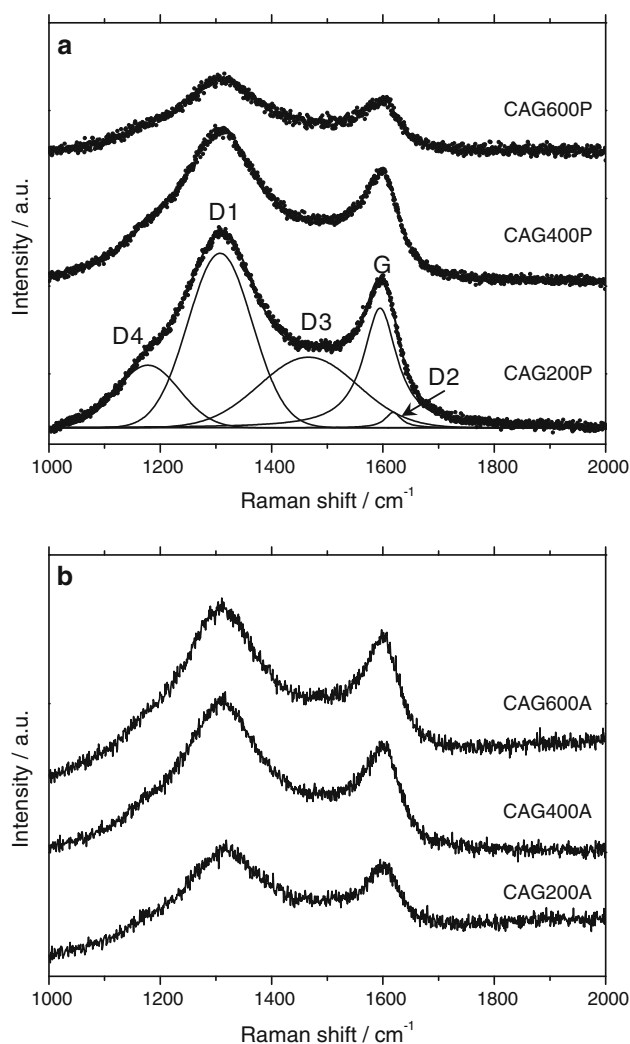 a
CAG600P
CAG400P
D1
G
D3
D4
D2
CAG200P
Intensity / a.u.
1000 1200 1400 1600 1800 2000
Raman shift / cm⁻¹
b
CAG600A
CAG400A
CAG200A
Intensity / a.u.
1000 1200 1400 1600 1800 2000
Raman shift / cm⁻¹